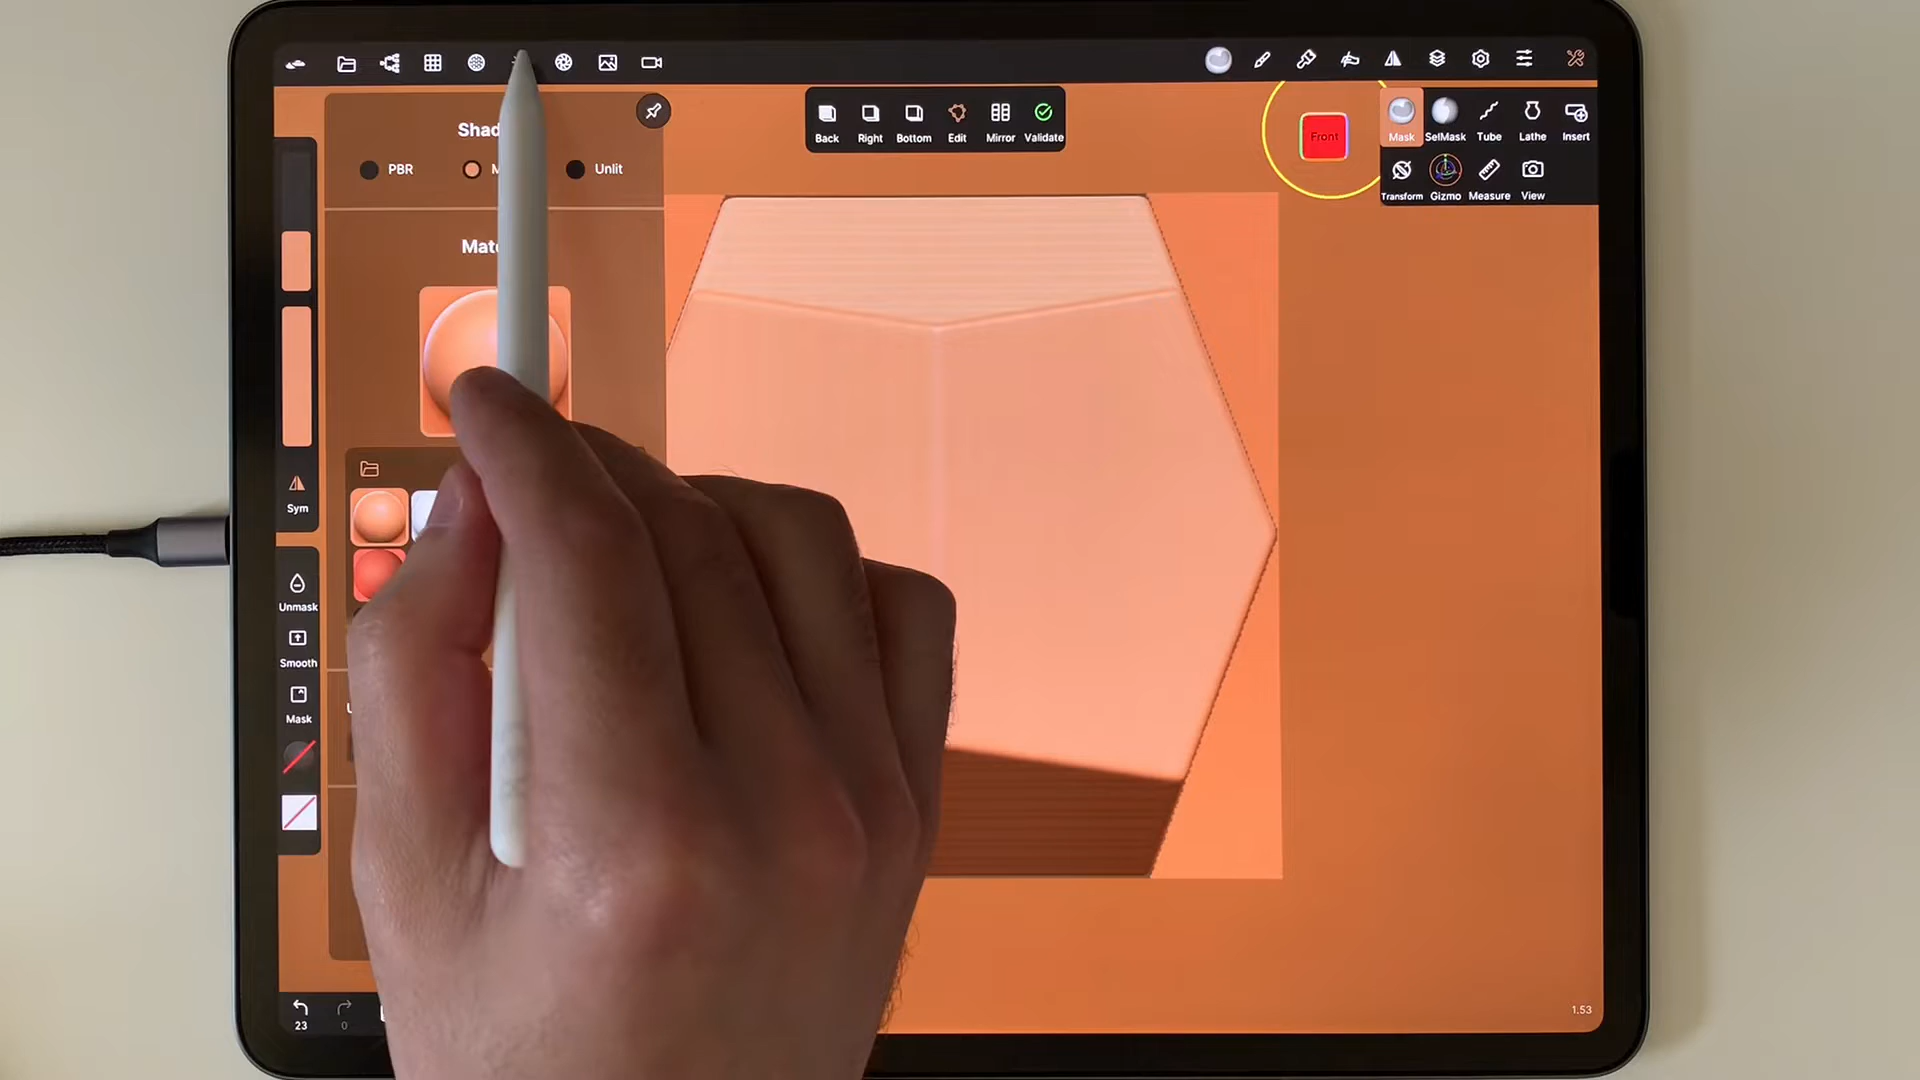 Back Right Bottom Edit Mirror Validate
Front
Mask SelMask Tube Lathe Insert
Transform Gizmo Measure View
PBR
Unlit
Sym
Unmask
Smooth
Mask
23
0
1.53